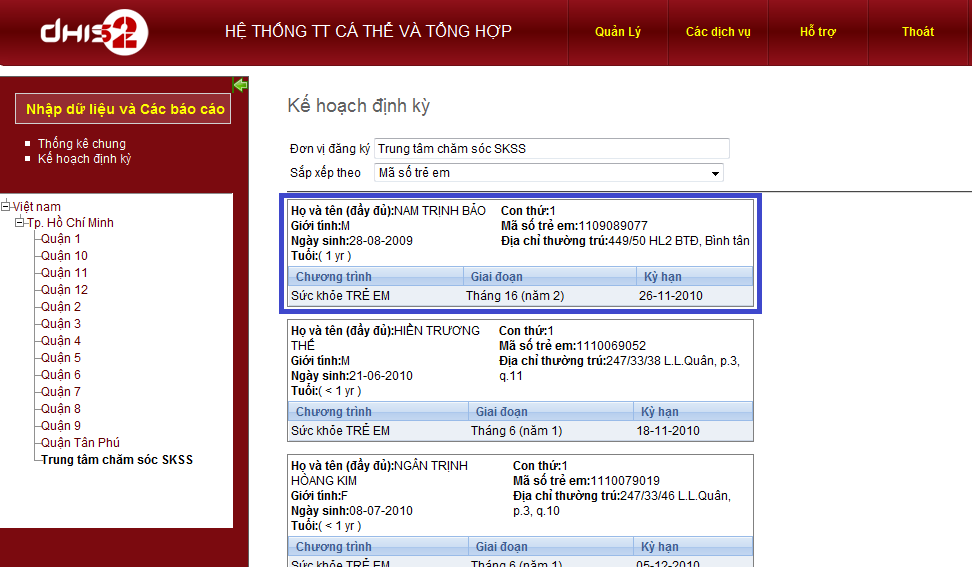 dhis2
HỆ THỐNG TT CÁ THỂ VÀ TỔNG HỢP
Quản Lý
Các dịch vụ
Hỗ trợ
Thoát
Nhập dữ liệu và Các báo cáo
Thống kê chung
Kế hoạch định kỳ
Việt nam
Tp. Hồ Chí Minh
Quận 1
Quận 10
Quận 11
Quận 12
Quận 2
Quận 3
Quận 4
Quận 5
Quận 6
Quận 7
Quận 8
Quận 9
Quận Tân Phú
Trung tâm chăm sóc SKSS
Kế hoạch định kỳ
Đơn vị đăng ký Trung tâm chăm sóc SKSS
Sắp xếp theo Mã số trẻ em
Họ và tên (đầy đủ):NAM TRỊNH BẢO Con thứ:1
Giới tính:M Mã số trẻ em:1109089077
Ngày sinh:28-08-2009 Địa chỉ thường trú:449/50 HL2 BTĐ, Bình tân
Tuổi:( 1 yr )
Chương trình Giai đoạn Kỳ hạn
Sức khỏe TRẺ EM Tháng 16 (năm 2) 26-11-2010
Họ và tên (đầy đủ):HIỀN TRƯƠNG Con thứ:1
THẾ Mã số trẻ em:1110069052
Giới tính:M Địa chỉ thường trú:247/33/38 L.L.Quân, p.3,
Ngày sinh:21-06-2010 q.11
Tuổi:( < 1 yr )
Chương trình Giai đoạn Kỳ hạn
Sức khỏe TRẺ EM Tháng 6 (năm 1) 18-11-2010
Họ và tên (đầy đủ):NGÂN TRỊNH Con thứ:1
HOÀNG KIM Mã số trẻ em:1110079019
Giới tính:F Địa chỉ thường trú:247/33/46 L.L.Quân,
Ngày sinh:08-07-2010 p.3, q.10
Tuổi:( < 1 yr )
Chương trình Giai đoạn Kỳ hạn
Sức khỏe TRẺ EM Tháng 6 (năm 1) 05-12-2010